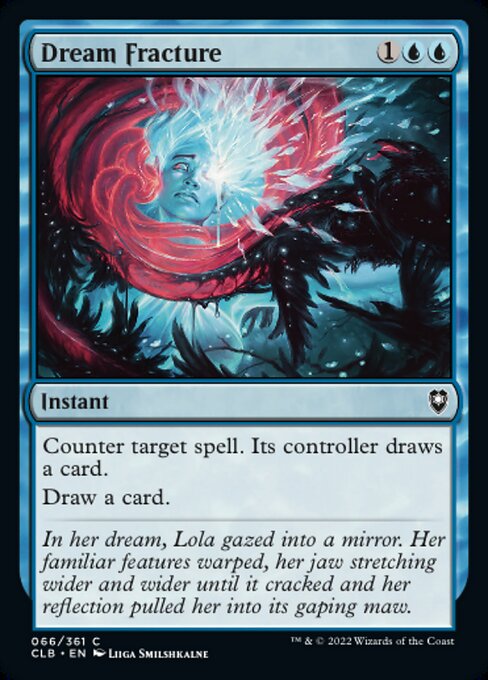 Dream Fracture 1
Instant
Counter target spell. Its controller draws
a card.
Draw a card.
In her dream, Lola gazed into a mirror. Her
familiar features warped, her jaw stretching
wider and wider until it cracked and her
reflection pulled her into its gaping maw.
066/361 C
CLB • EN LIIGA SMILSHKALNE
™ & © 2022 Wizards of the Coast